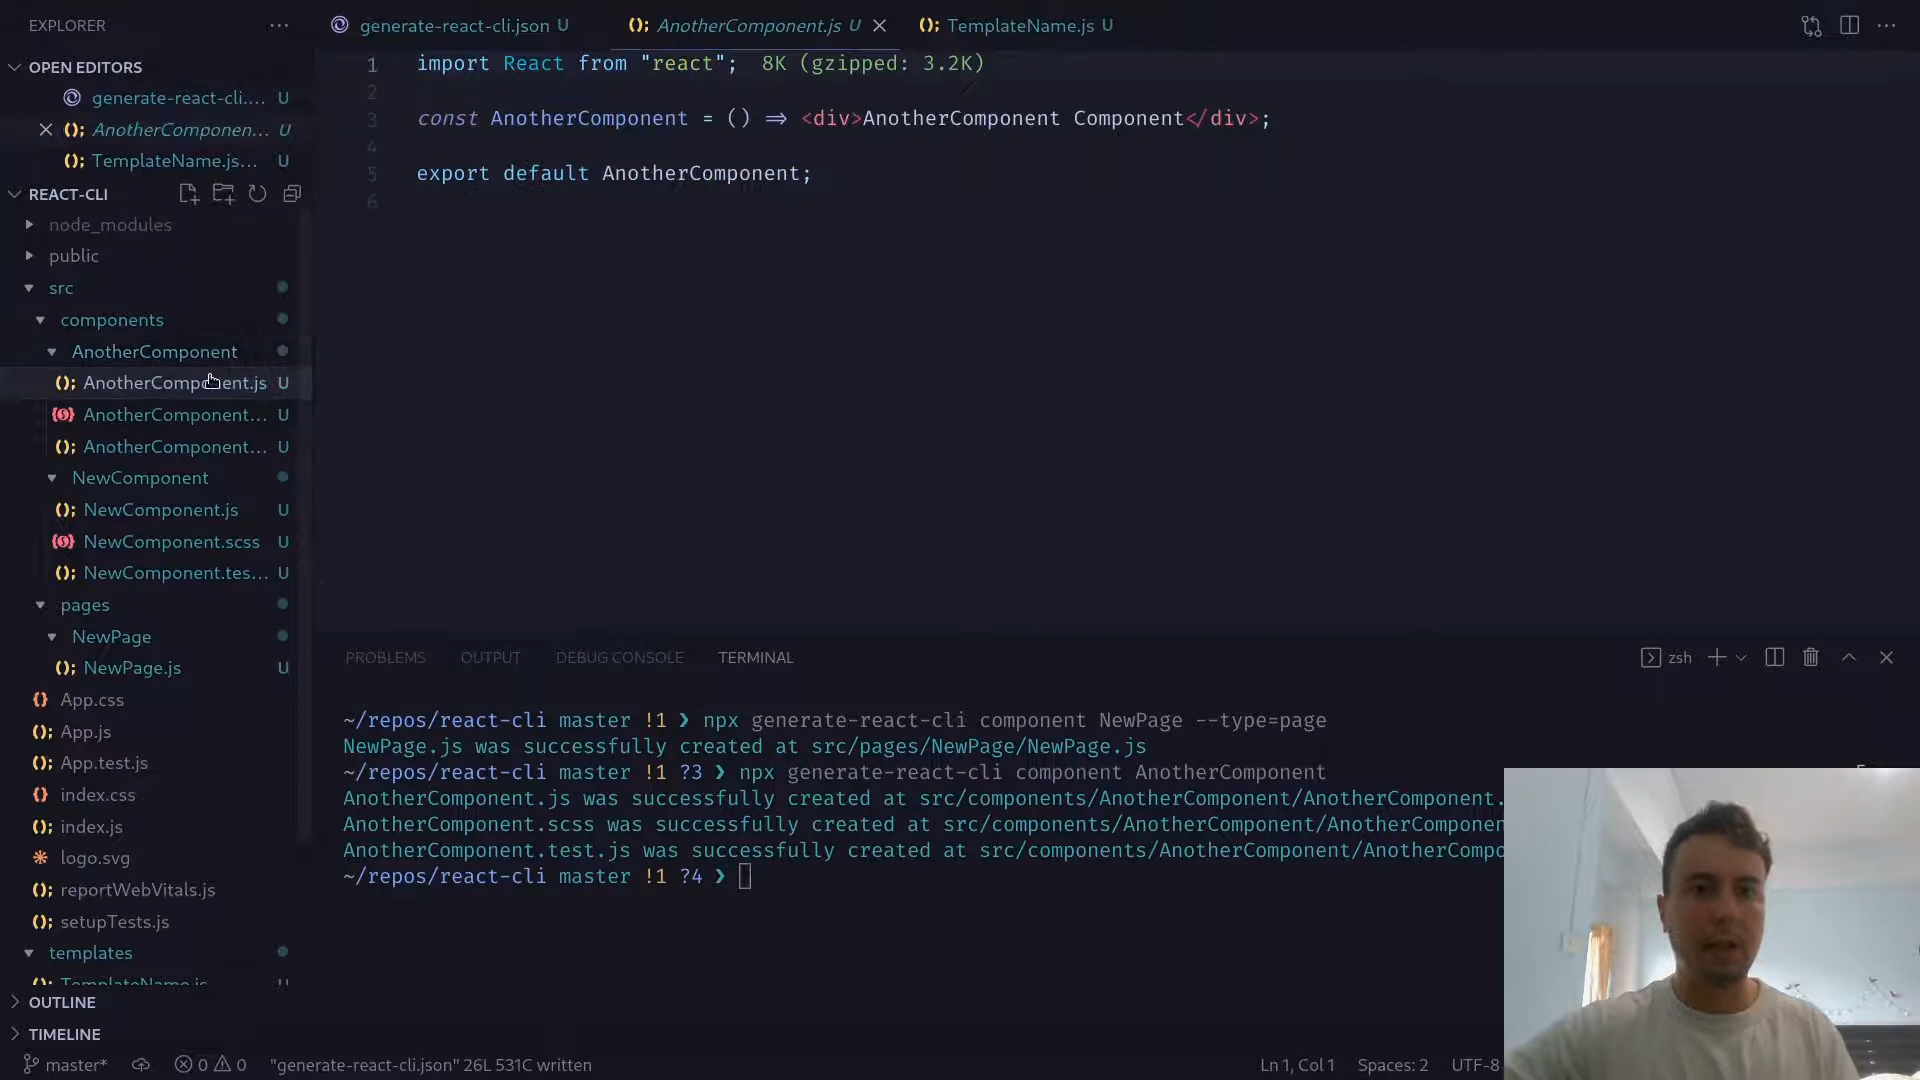 EXPLORER
OPEN EDITORS
generate-react-cli.... U
AnotherComponen... U
TemplateName.js... U
REACT-CLI
node_modules
public
src
components
AnotherComponent
AnotherComponent.js U
AnotherComponent... U
AnotherComponent... U
NewComponent
NewComponent.js U
NewComponent.scss U
NewComponent.tes... U
pages
NewPage
NewPage.js U
App.css
App.js
App.test.js
index.css
index.js
logo.svg
reportWebVitals.js
setupTests.js
templates
TemplateName.js U
OUTLINE
TIMELINE
generate-react-cli.json U
AnotherComponent.js U
TemplateName.js U
1 import React from "react"; 8K (gzipped: 3.2K)
2
3 const AnotherComponent = () => <div>AnotherComponent Component</div>;
4
5 export default AnotherComponent;
6
PROBLEMS OUTPUT DEBUG CONSOLE TERMINAL
zsh
~/repos/react-cli master !1 ❯ npx generate-react-cli component NewPage --type=page
NewPage.js was successfully created at src/pages/NewPage/NewPage.js
~/repos/react-cli master !1 ?3 ❯ npx generate-react-cli component AnotherComponent
AnotherComponent.js was successfully created at src/components/AnotherComponent/AnotherComponent.
AnotherComponent.scss was successfully created at src/components/AnotherComponent/AnotherComponen
AnotherComponent.test.js was successfully created at src/components/AnotherComponent/AnotherCompo
~/repos/react-cli master !1 ?4 ❯
master* 0 0 "generate-react-cli.json" 26L 531C written
Ln 1, Col 1 Spaces: 2 UTF-8